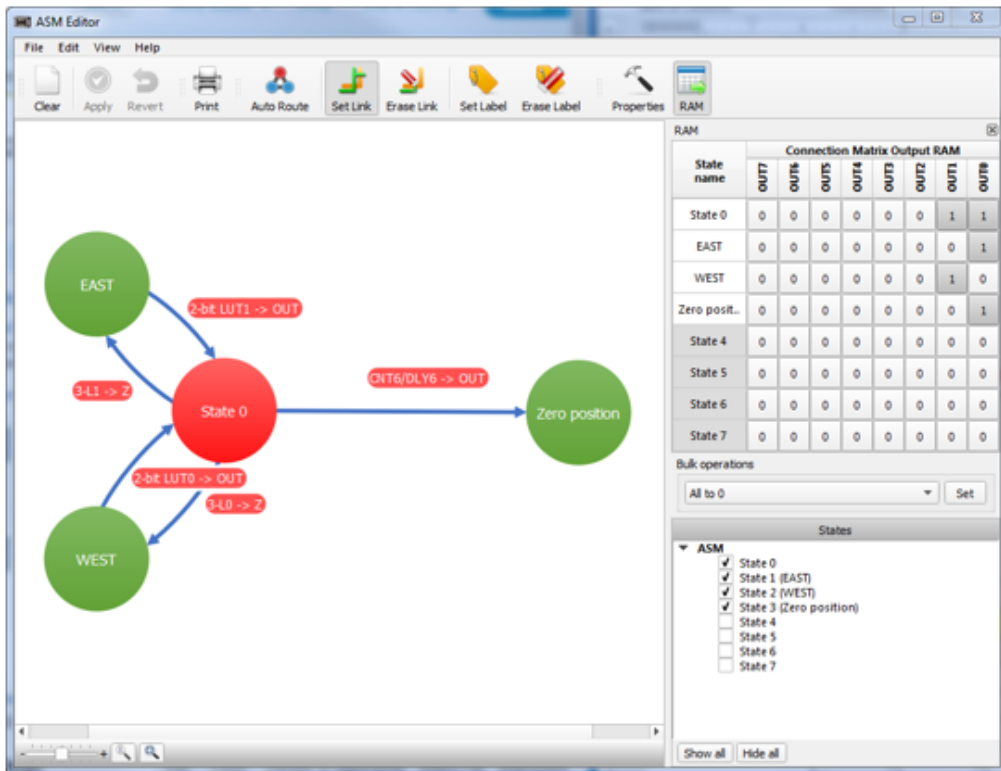 ASM Editor
File Edit View Help
Clear Apply Revert Print Auto Route Set Link Erase Link Set Label Erase Label Properties RAM
RAM
State name
Connection Matrix Output RAM
OUT7 OUT6 OUT5 OUT4 OUT3 OUT2 OUT1 OUT0
State 0 0 0 0 0 0 0 1 1
EAST 0 0 0 0 0 0 0 1
WEST 0 0 0 0 0 0 1 0
Zero posit... 0 0 0 0 0 0 0 1
State 4 0 0 0 0 0 0 0 0
State 5 0 0 0 0 0 0 0 0
State 6 0 0 0 0 0 0 0 0
State 7 0 0 0 0 0 0 0 0
Bulk operations
All to 0 Set
States
ASM
State 0
State 1 (EAST)
State 2 (WEST)
State 3 (Zero position)
State 4
State 5
State 6
State 7
Show all Hide all
EAST
2-bit LUT1 -> OUT
3-L1 -> Z
State 0
CNT6/DLY6 -> OUT
Zero position
2-bit LUT0 -> OUT
3-L0 -> Z
WEST
- +